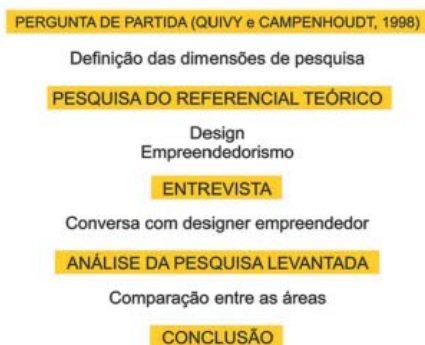 PERGUNTA DE PARTIDA (QUIVY e CAMPENHOUDT, 1998)
Definição das dimensões de pesquisa
PESQUISA DO REFERENCIAL TEÓRICO
Design
Empreendedorismo
ENTREVISTA
Conversa com designer empreendedor
ANÁLISE DA PESQUISA LEVANTADA
Comparação entre as áreas
CONCLUSÃO